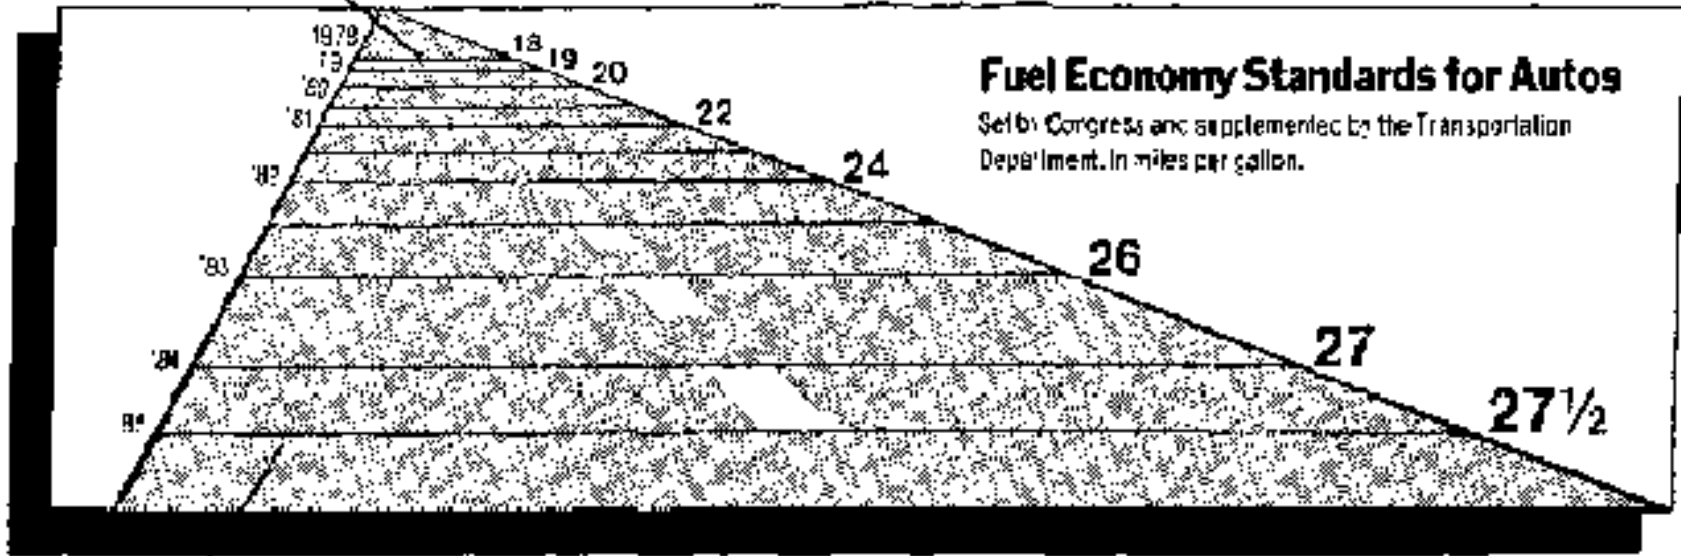 1978 18
'79 19
'80 20
'81 22
'82 24
'83 26
'84 27
27½
Fuel Economy Standards for Autos
Set by Congress and supplemented by the Transportation
Department. In miles per gallon.